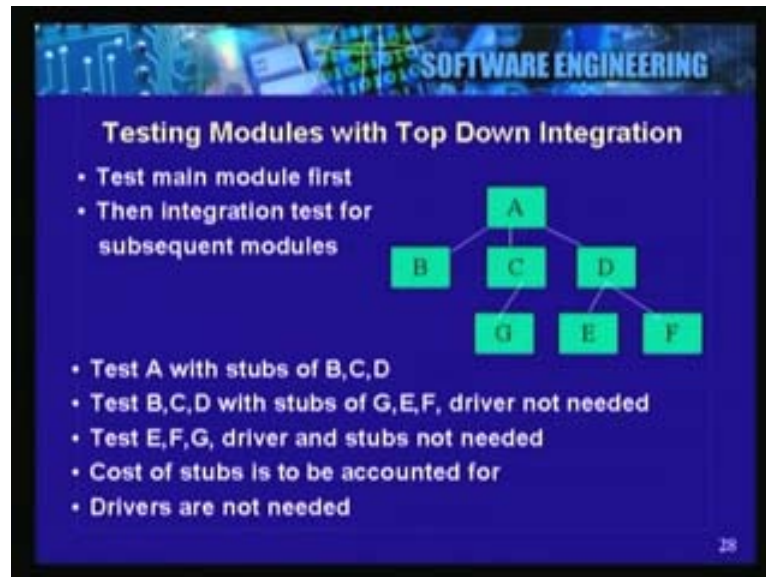 SOFTWARE ENGINEERING
Testing Modules with Top Down Integration
• Test main module first
• Then integration test for
subsequent modules
A
B C D
G E F
• Test A with stubs of B,C,D
• Test B,C,D with stubs of G,E,F, driver not needed
• Test E,F,G, driver and stubs not needed
• Cost of stubs is to be accounted for
• Drivers are not needed
28